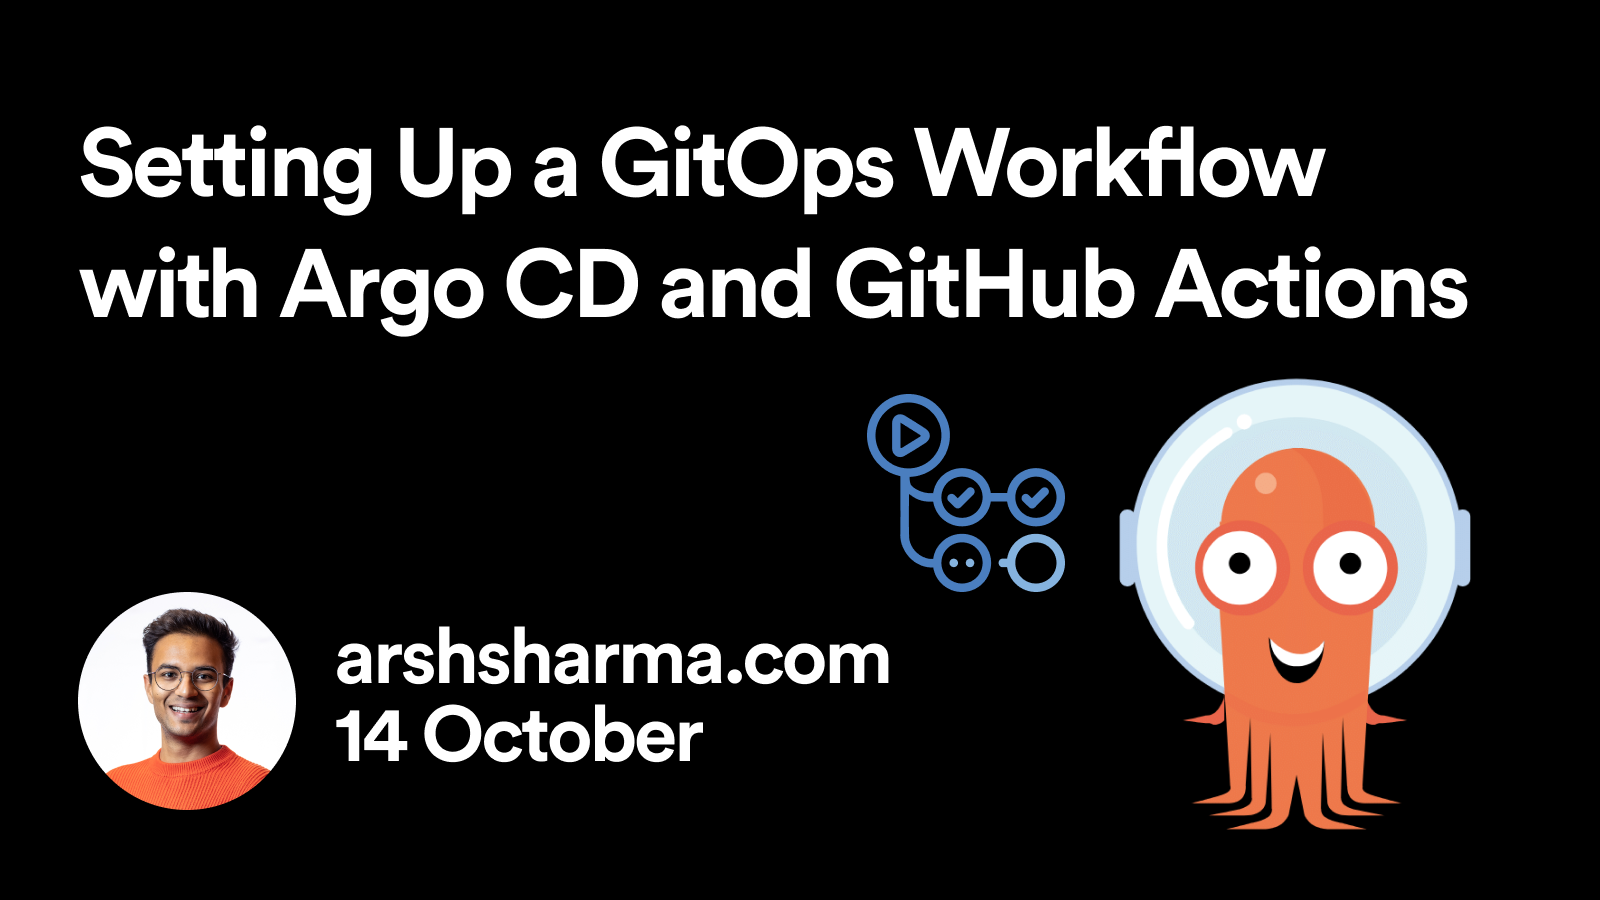 Setting Up a GitOps Workflow
with Argo CD and GitHub Actions
arshsharma.com
14 October